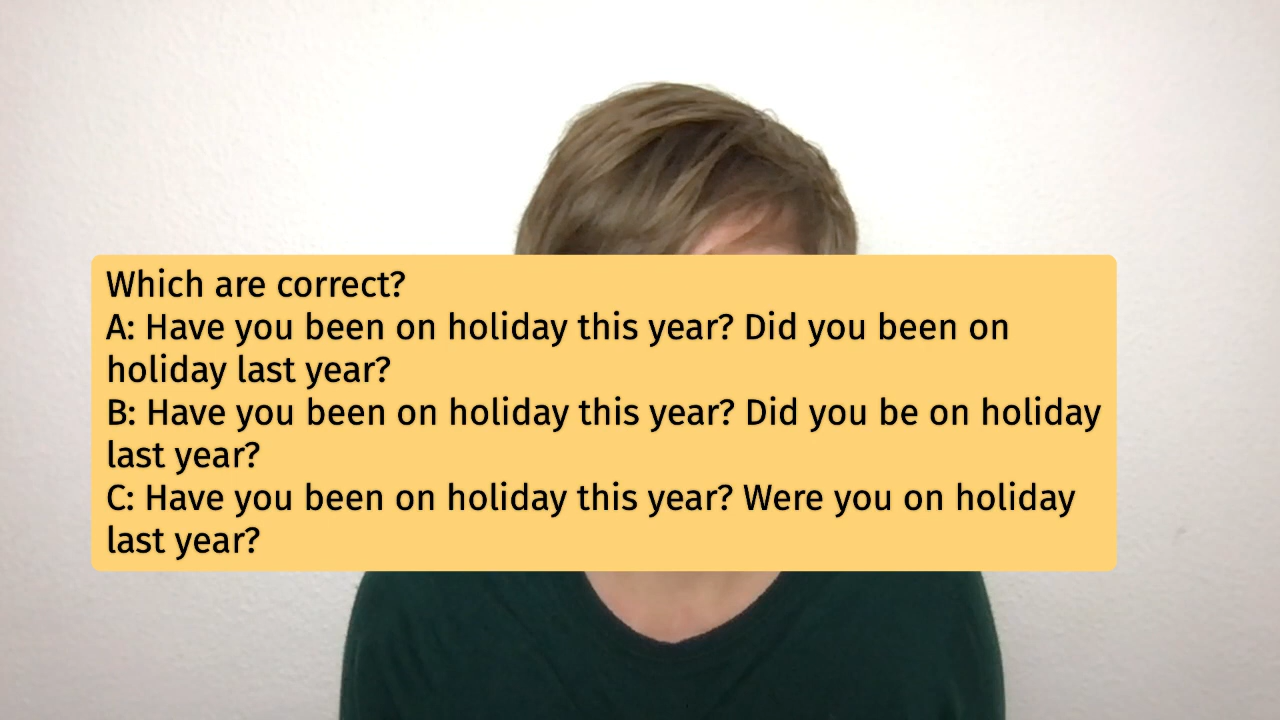 Which are correct?
A: Have you been on holiday this year? Did you been on
holiday last year?
B: Have you been on holiday this year? Did you be on holiday
last year?
C: Have you been on holiday this year? Were you on holiday
last year?